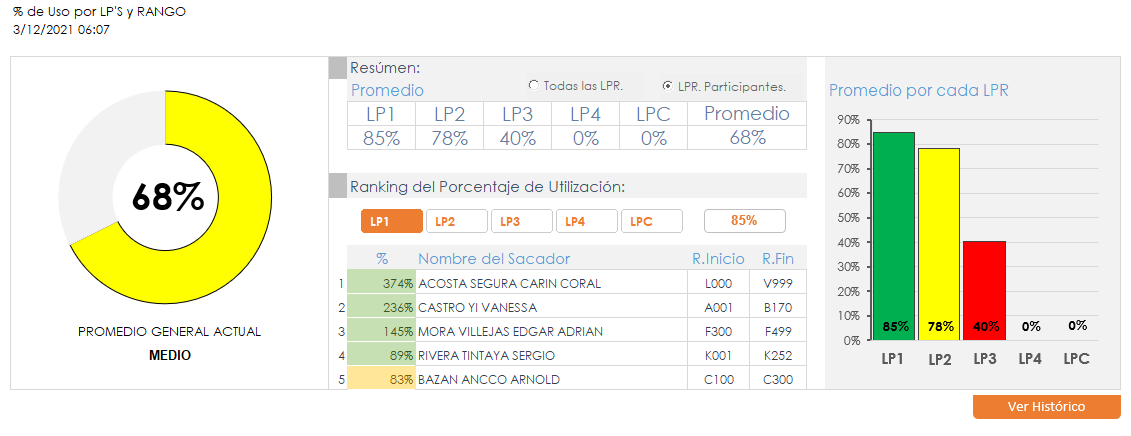 % de Uso por LP'S y RANGO
3/12/2021 06:07
68%
PROMEDIO GENERAL ACTUAL
MEDIO
Resúmen:
Promedio
Todas las LPR.
LPR. Participantes.
LP1 LP2 LP3 LP4 LPC Promedio
85% 78% 40% 0% 0% 68%
Ranking del Porcentaje de Utilización:
LP1 LP2 LP3 LP4 LPC 85%
% Nombre del Sacador R.Inicio R.Fin
1 374% ACOSTA SEGURA CARIN CORAL L000 V999
2 236% CASTRO YI VANESSA A001 B170
3 145% MORA VILLEJAS EDGAR ADRIAN F300 F499
4 89% RIVERA TINTAYA SERGIO K001 K252
5 83% BAZAN ANCCO ARNOLD C100 C300
Promedio por cada LPR
90%
80%
70%
60%
50%
40%
30%
20%
10%
0%
85% 78% 40% 0% 0%
LP1 LP2 LP3 LP4 LPC
Ver Histórico